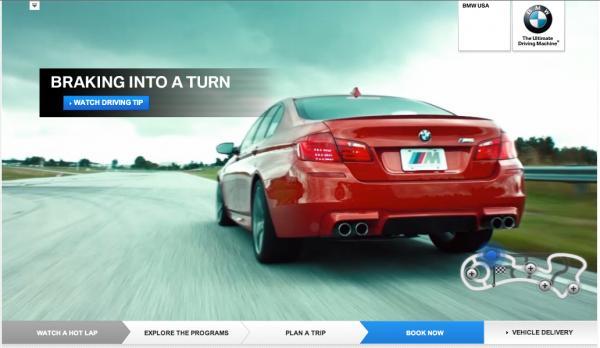 BMW USA
BMW
The Ultimate
Driving Machine®
BRAKING INTO A TURN
WATCH DRIVING TIP
M
M
WATCH A HOT LAP
EXPLORE THE PROGRAMS
PLAN A TRIP
BOOK NOW
VEHICLE DELIVERY